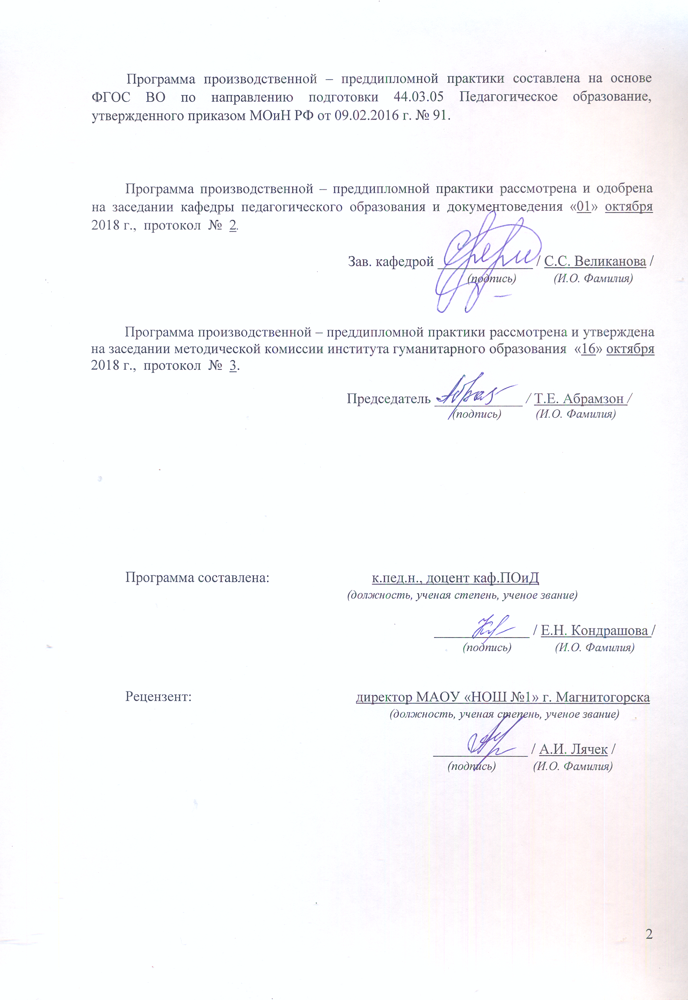 Программа производственной – преддипломной практики составлена на основе
ФГОС ВО по направлению подготовки 44.03.05 Педагогическое образование,
утвержденного приказом МОиН РФ от 09.02.2016 г. № 91.
Программа производственной – преддипломной практики рассмотрена и одобрена
на заседании кафедры педагогического образования и документоведения «01» октября
2018 г., протокол № 2.
Зав. кафедрой ______________ / С.С. Великанова /
(подпись) (И.О. Фамилия)
Программа производственной – преддипломной практики рассмотрена и утверждена
на заседании методической комиссии института гуманитарного образования «16» октября
2018 г., протокол № 3.
Председатель _____________ / Т.Е. Абрамзон /
(подпись) (И.О. Фамилия)
Программа составлена: к.пед.н., доцент каф.ПОиД
(должность, ученая степень, ученое звание)
______________ / Е.Н. Кондрашова /
(подпись) (И.О. Фамилия)
Рецензент: директор МАОУ «НОШ №1» г. Магнитогорска
(должность, ученая степень, ученое звание)
______________ / А.И. Лячек /
(подпись) (И.О. Фамилия)
2